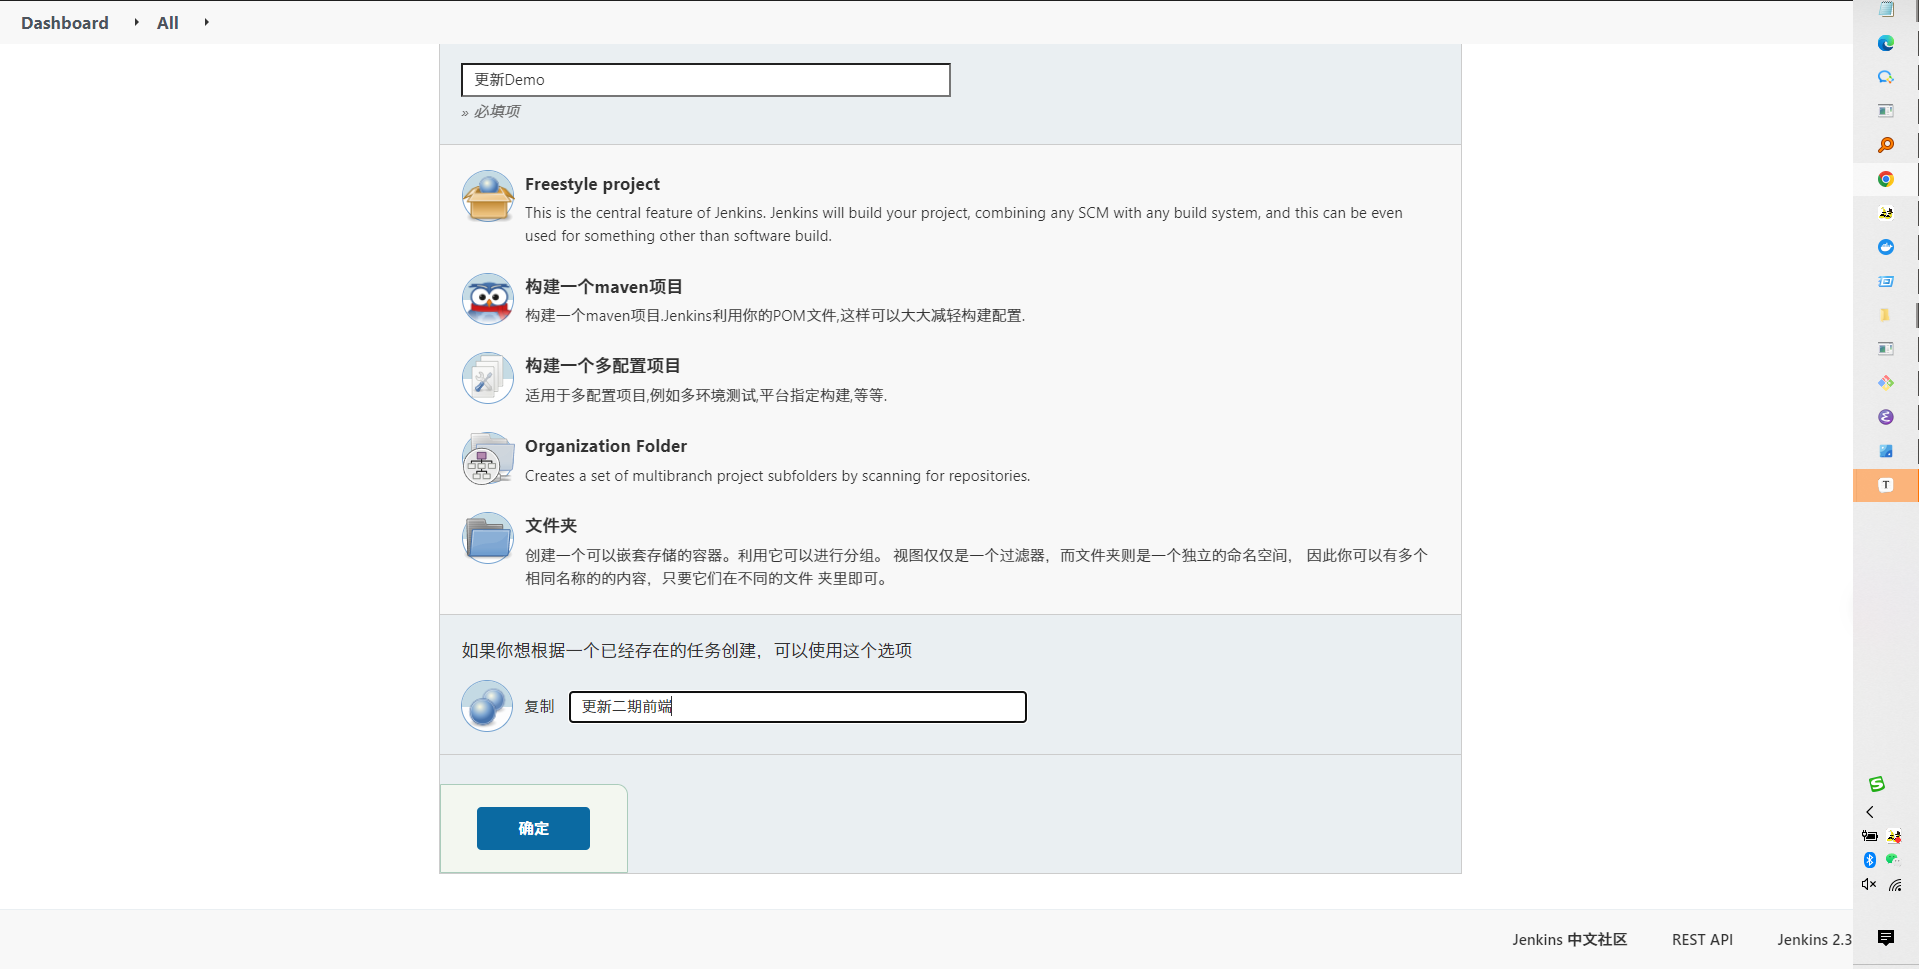 Dashboard
All
更新Demo
» 必填项
Freestyle project
This is the central feature of Jenkins. Jenkins will build your project, combining any SCM with any build system, and this can be even
used for something other than software build.
构建一个maven项目
构建一个maven项目.Jenkins利用你的POM文件,这样可以大大减轻构建配置.
构建一个多配置项目
适用于多配置项目,例如多环境测试,平台指定构建,等等.
Organization Folder
Creates a set of multibranch project subfolders by scanning for repositories.
文件夹
创建一个可以嵌套存储的容器。利用它可以进行分组。 视图仅仅是一个过滤器，而文件夹则是一个独立的命名空间， 因此你可以有多个
相同名称的的内容，只要它们在不同的文件 夹里即可。
如果你想根据一个已经存在的任务创建，可以使用这个选项
复制
更新二期前端
确定
Jenkins 中文社区
REST API
Jenkins 2.3
T